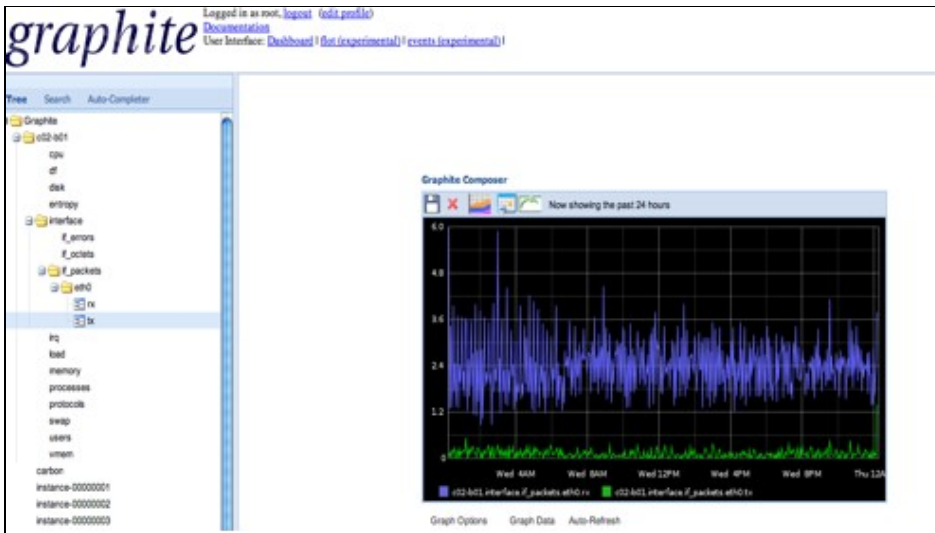 graphite
Logged in as root, logout (edit profile)
Documentation
User Interface: Dashboard | flot (experimental) | events (experimental) |
Tree Search Auto-Completer
Graphite
c02-b01
cpu
df
disk
entropy
interface
if_errors
if_octets
if_packets
eth0
rx
tx
irq
load
memory
processes
protocols
swap
users
vmem
carbon
instance-00000001
instance-00000002
instance-00000003
Graphite Composer
Now showing the past 24 hours
6.0
4.8
3.6
2.4
1.2
0
Wed 4AM Wed 8AM Wed 12PM Wed 4PM Wed 8PM Thu 12A
c02-b01.interface.if_packets.eth0.rx c02-b01.interface.if_packets.eth0.tx
Graph Options Graph Data Auto-Refresh